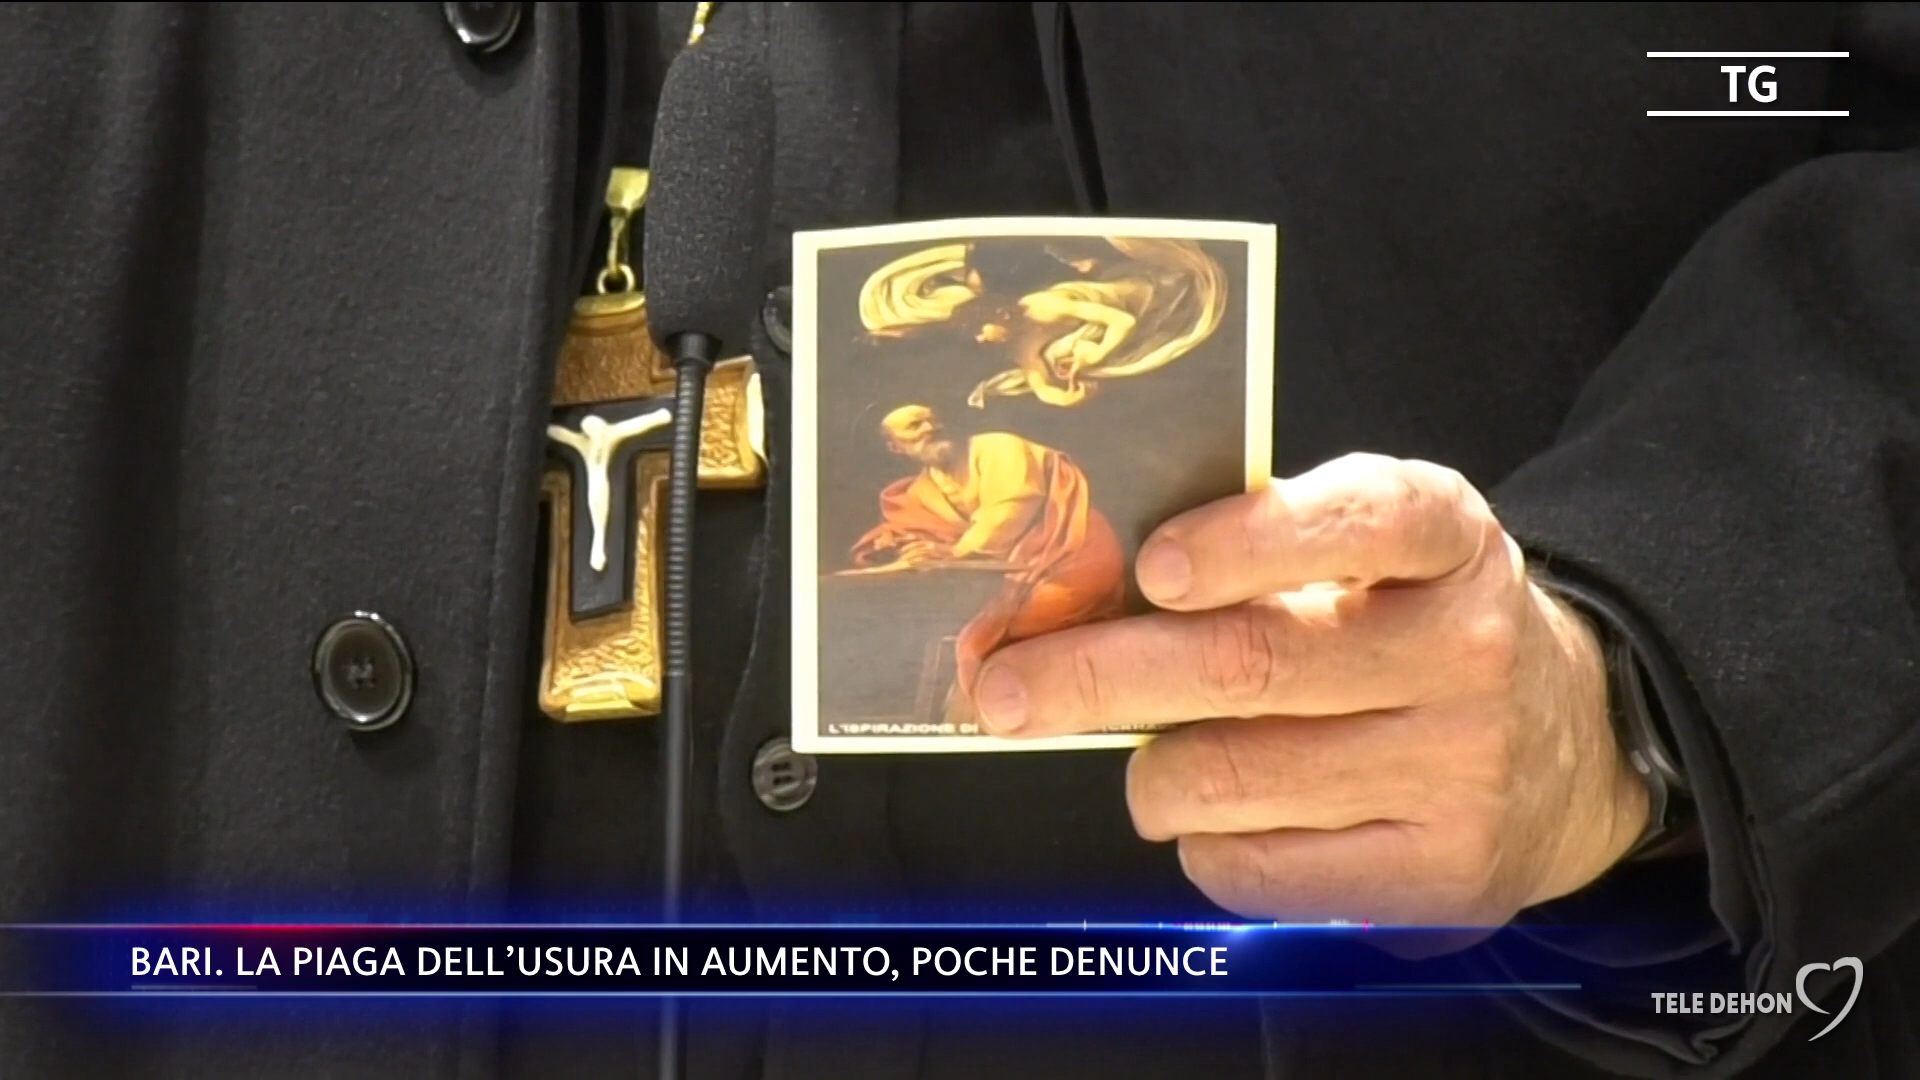 TG
L'ISPIRAZIONE DI
BARI. LA PIAGA DELL'USURA IN AUMENTO, POCHE DENUNCE
TELE DEHON